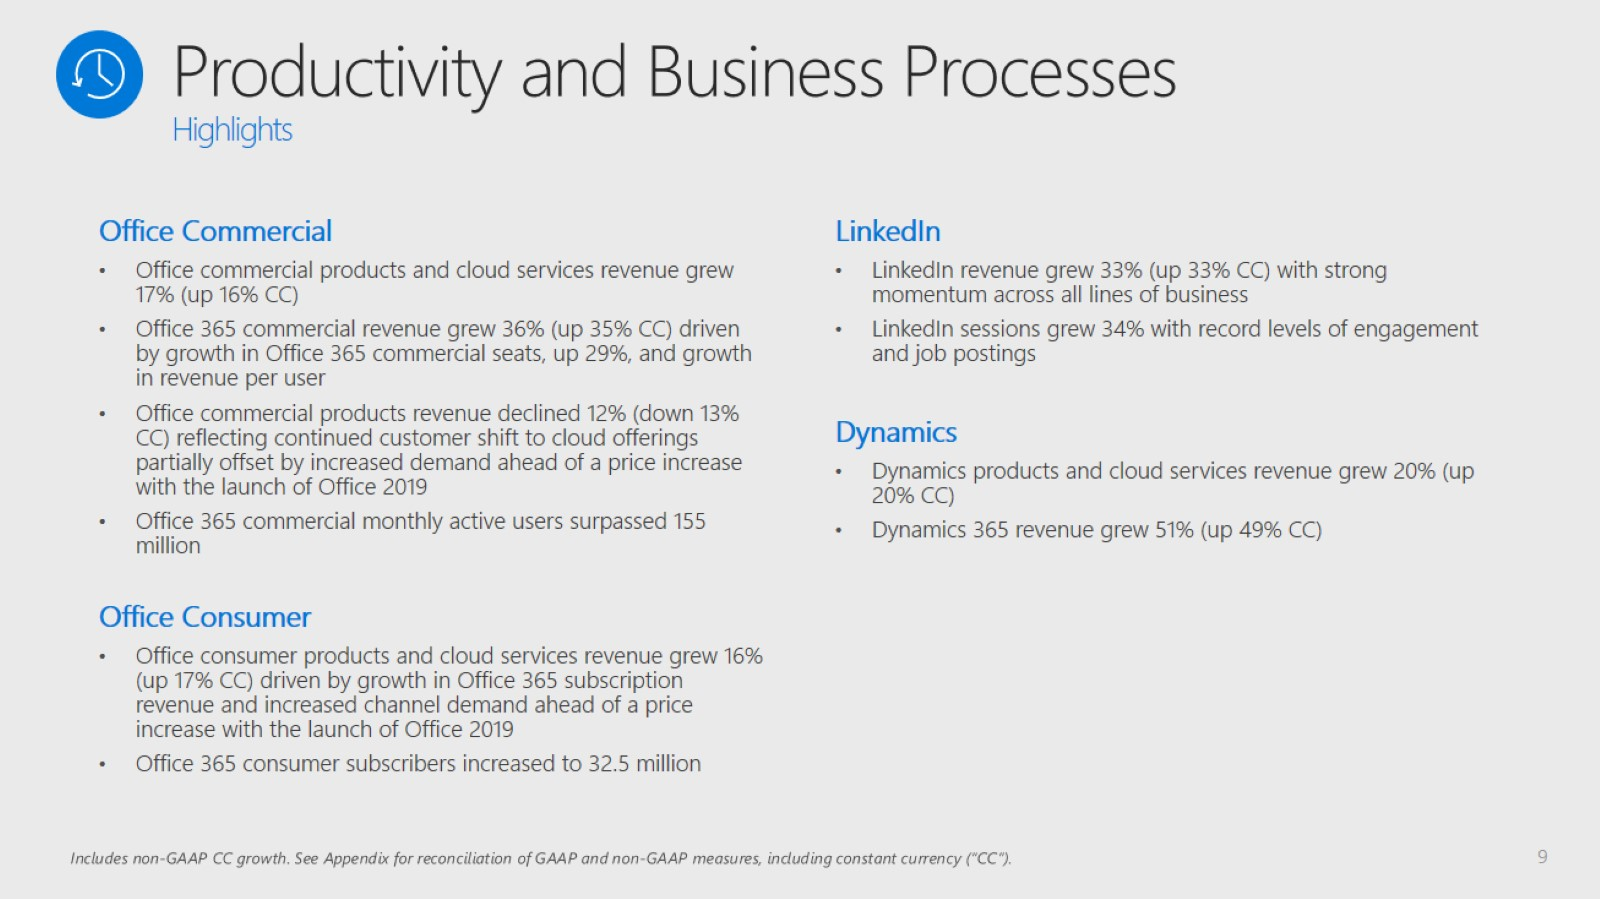 Productivity and Business Processes
Highlights
Office Commercial
• Office commercial products and cloud services revenue grew
17% (up 16% CC)
• Office 365 commercial revenue grew 36% (up 35% CC) driven
by growth in Office 365 commercial seats, up 29%, and growth
in revenue per user
• Office commercial products revenue declined 12% (down 13%
CC) reflecting continued customer shift to cloud offerings
partially offset by increased demand ahead of a price increase
with the launch of Office 2019
• Office 365 commercial monthly active users surpassed 155
million
Office Consumer
• Office consumer products and cloud services revenue grew 16%
(up 17% CC) driven by growth in Office 365 subscription
revenue and increased channel demand ahead of a price
increase with the launch of Office 2019
• Office 365 consumer subscribers increased to 32.5 million
LinkedIn
• LinkedIn revenue grew 33% (up 33% CC) with strong
momentum across all lines of business
• LinkedIn sessions grew 34% with record levels of engagement
and job postings
Dynamics
• Dynamics products and cloud services revenue grew 20% (up
20% CC)
• Dynamics 365 revenue grew 51% (up 49% CC)
Includes non-GAAP CC growth. See Appendix for reconciliation of GAAP and non-GAAP measures, including constant currency ("CC").
9